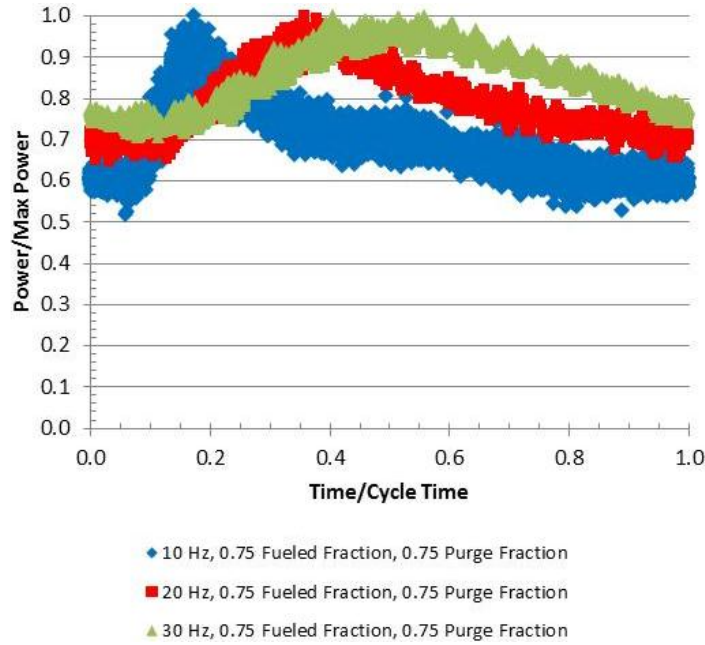 1.0
0.9
0.8
0.7
0.6
0.5
0.4
0.3
0.2
0.1
0.0
Power/Max Power
0.0 0.2 0.4 0.6 0.8 1.0
Time/Cycle Time
10 Hz, 0.75 Fueled Fraction, 0.75 Purge Fraction
20 Hz, 0.75 Fueled Fraction, 0.75 Purge Fraction
30 Hz, 0.75 Fueled Fraction, 0.75 Purge Fraction